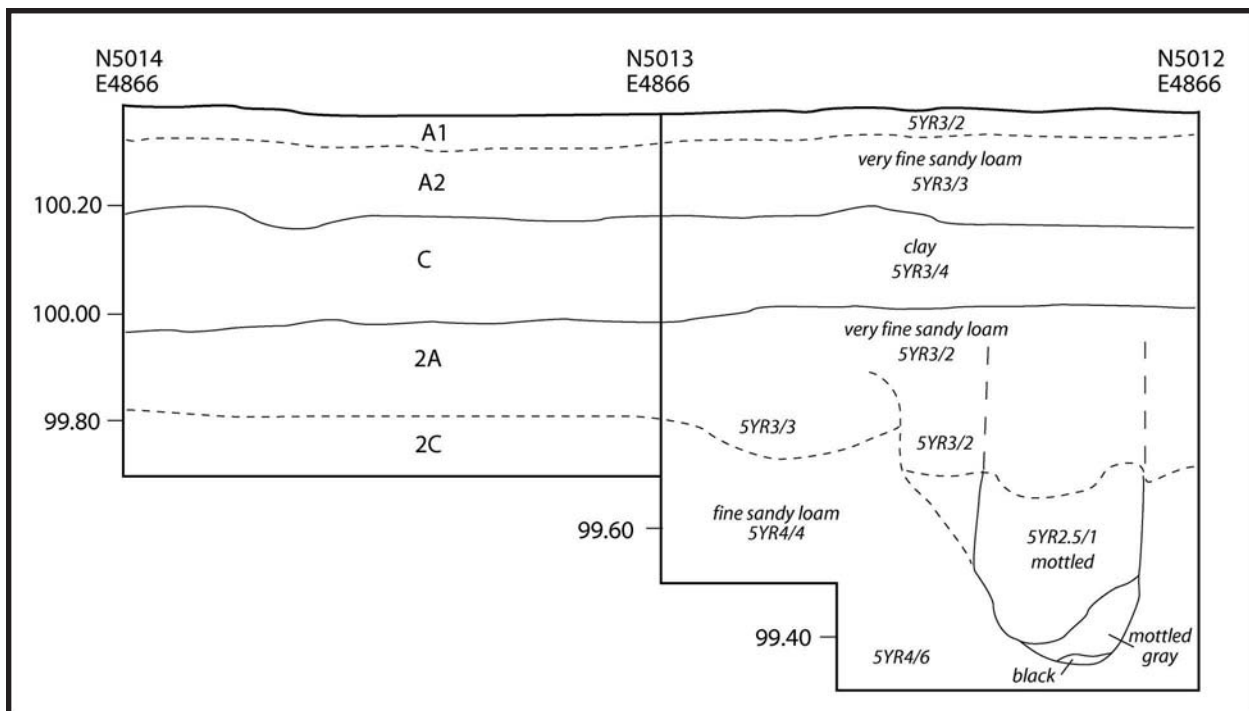 N5014
E4866
N5013
E4866
N5012
E4866
A1
5YR3/2
very fine sandy loam
5YR3/3
A2
100.20
C
clay
5YR3/4
100.00
very fine sandy loam
5YR3/2
2A
99.80
5YR3/3
5YR3/2
2C
fine sandy loam
5YR4/4
99.60
5YR2.5/1
mottled
99.40
mottled
gray
5YR4/6
black